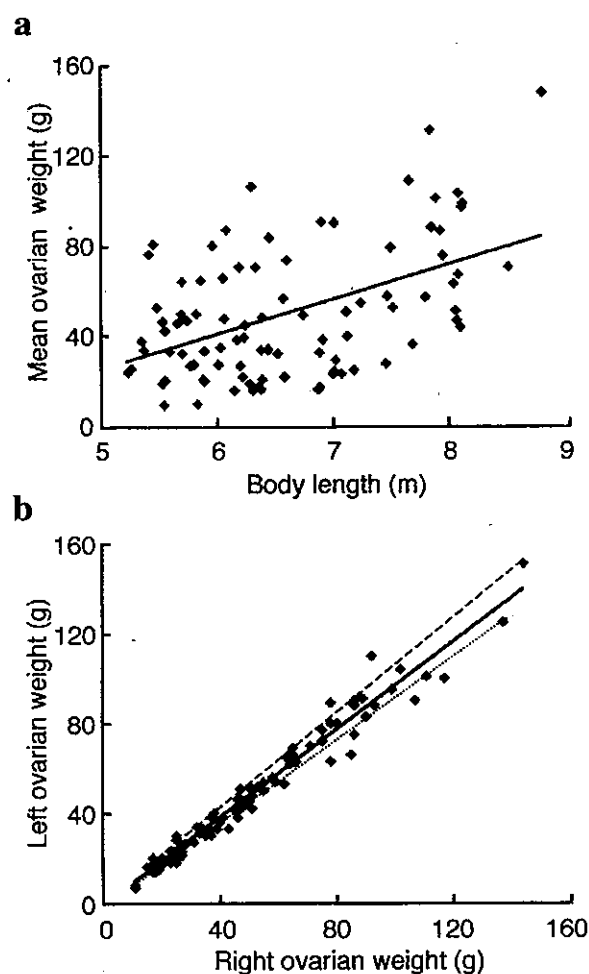 a
160
120
80
40
0
Mean ovarian weight (g)
5 6 7 8 9
Body length (m)
b
160
120
80
40
0
Left ovarian weight (g)
0 40 80 120 160
Right ovarian weight (g)